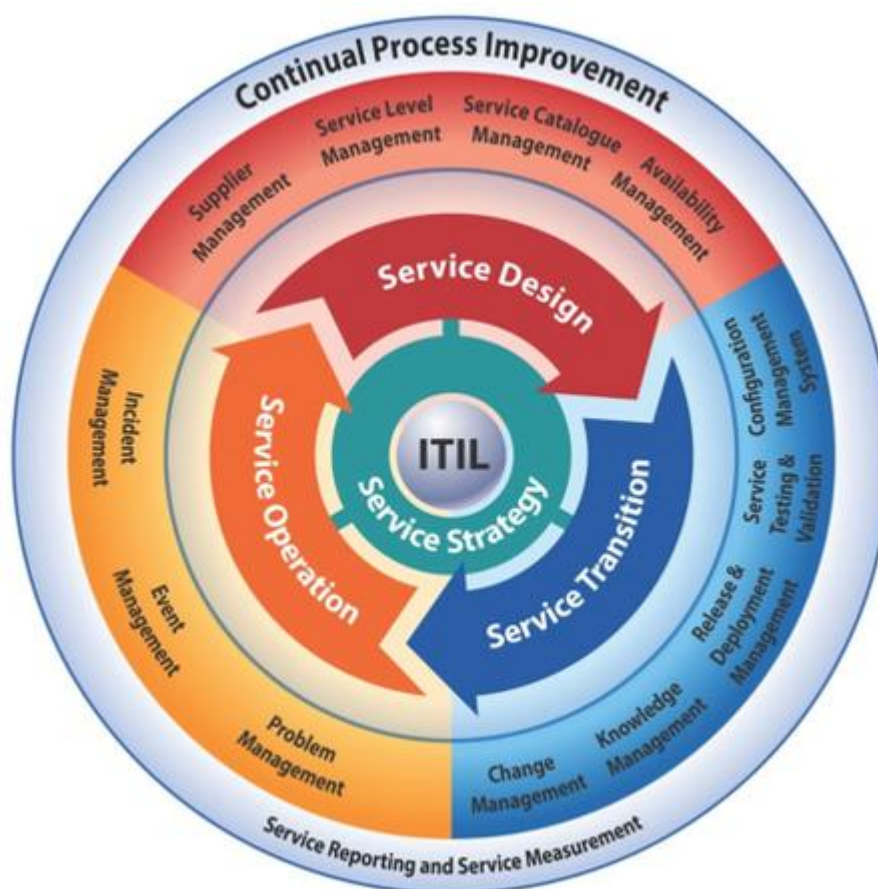 Continual Process Improvement
Supplier
Management
Service Level
Management
Service Catalogue
Management
Availability
Management
Configuration
Management
System
Service
Testing &
Validation
Release &
Deployment
Management
Knowledge
Management
Change
Management
Problem
Management
Event
Management
Incident
Management
Service Design
Service Transition
Service Operation
Service Strategy
ITIL
Service Reporting and Service Measurement